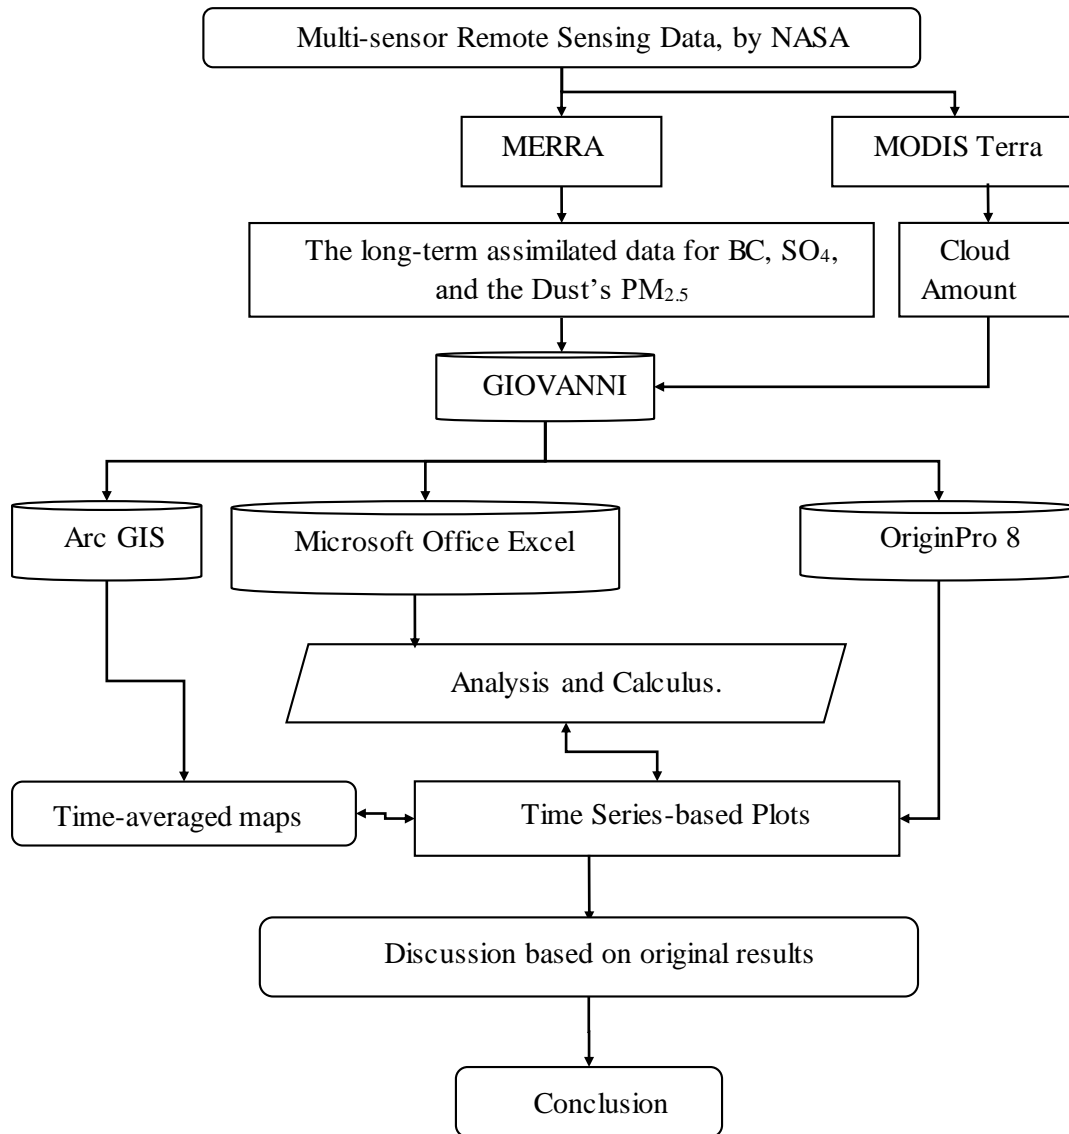 Multi-sensor Remote Sensing Data, by NASA
MERRA
MODIS Terra
The long-term assimilated data for BC, SO₄,
and the Dust's PM₂.₅
Cloud
Amount
GIOVANNI
Arc GIS
Microsoft Office Excel
OriginPro 8
Analysis and Calculus.
Time-averaged maps
Time Series-based Plots
Discussion based on original results
Conclusion